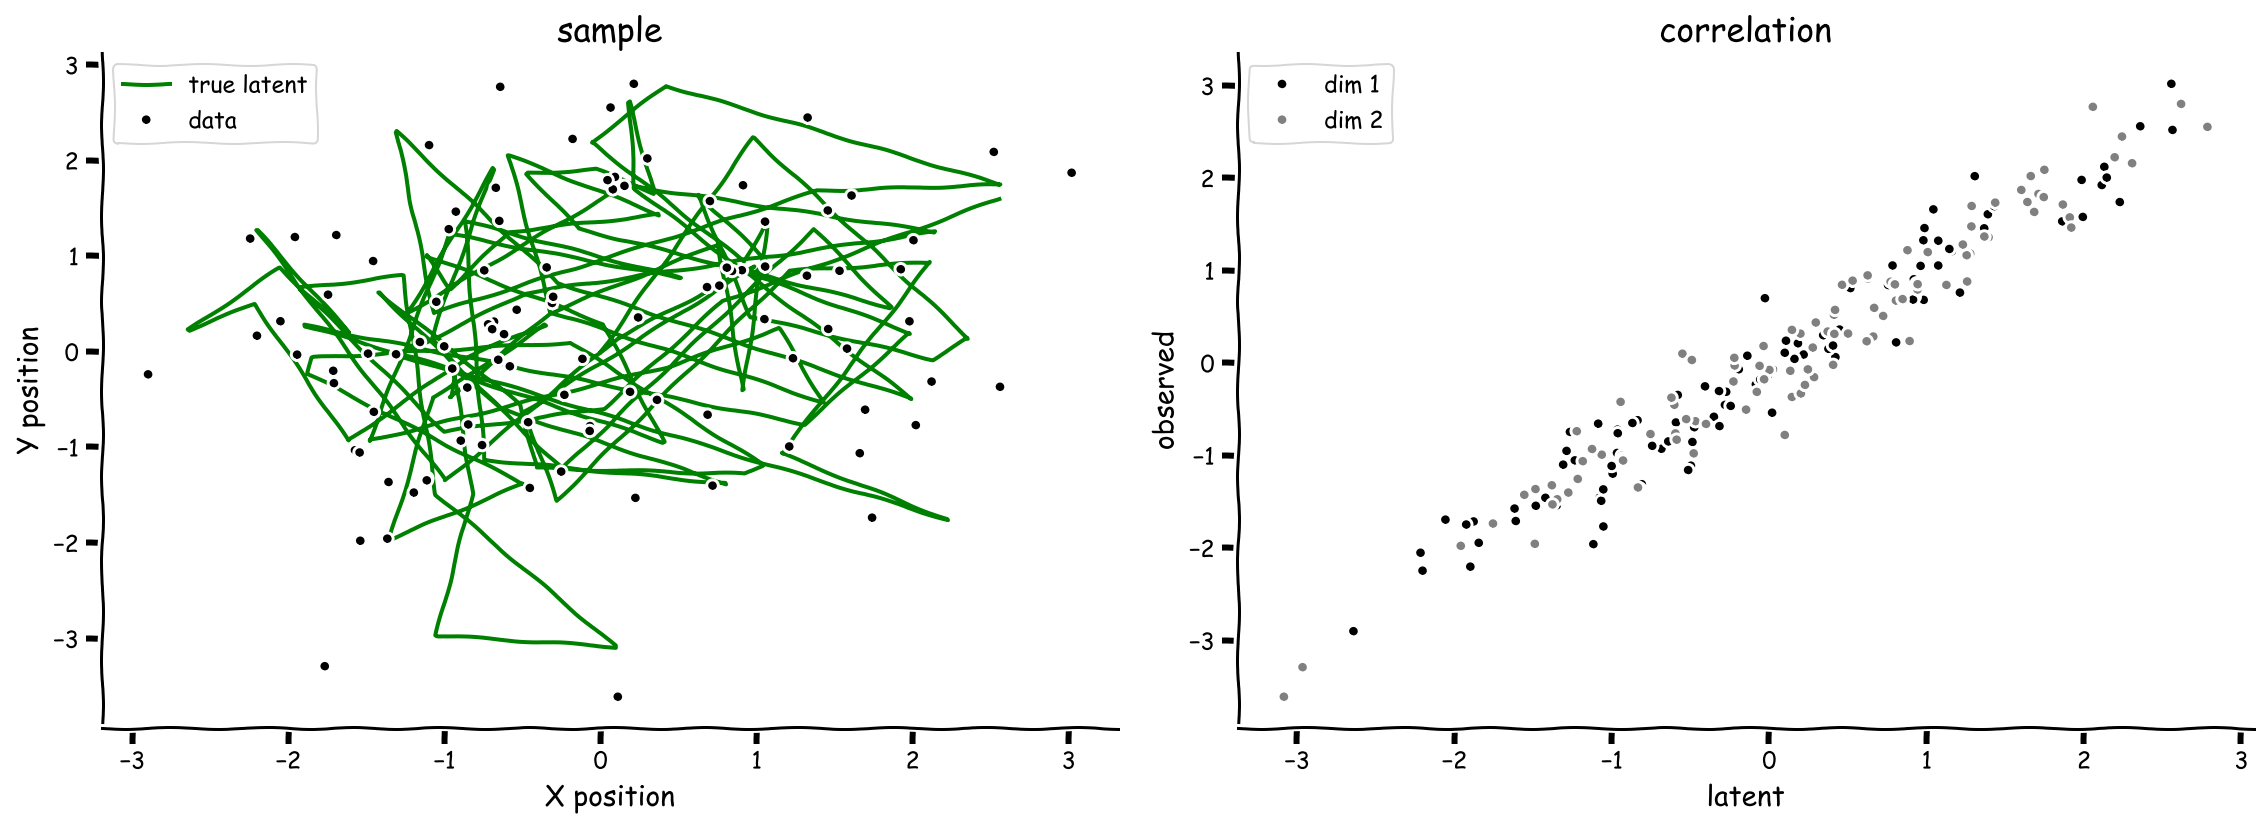 sample
true latent
data
3
2
1
0
−1
−2
−3
Y position
−3
−2
−1
0
1
2
3
X position
correlation
dim 1
dim 2
3
2
1
0
−1
−2
−3
observed
−3
−2
−1
0
1
2
3
latent